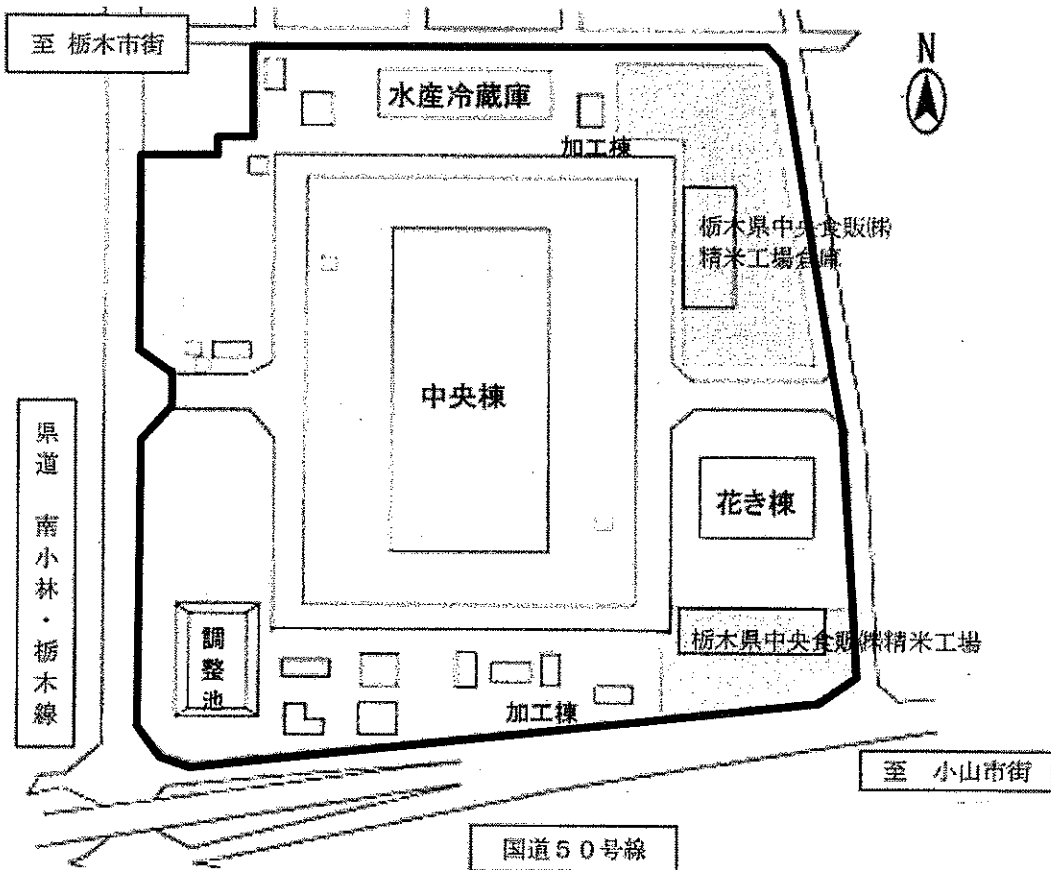 至 栃木市街
N
水産冷蔵庫
加工棟
栃木県中央食販㈱
精米工場倉庫
中央棟
県道 南小林・栃木線
花き棟
調整池
栃木県中央食販㈱精米工場
加工棟
至 小山市街
国道50号線